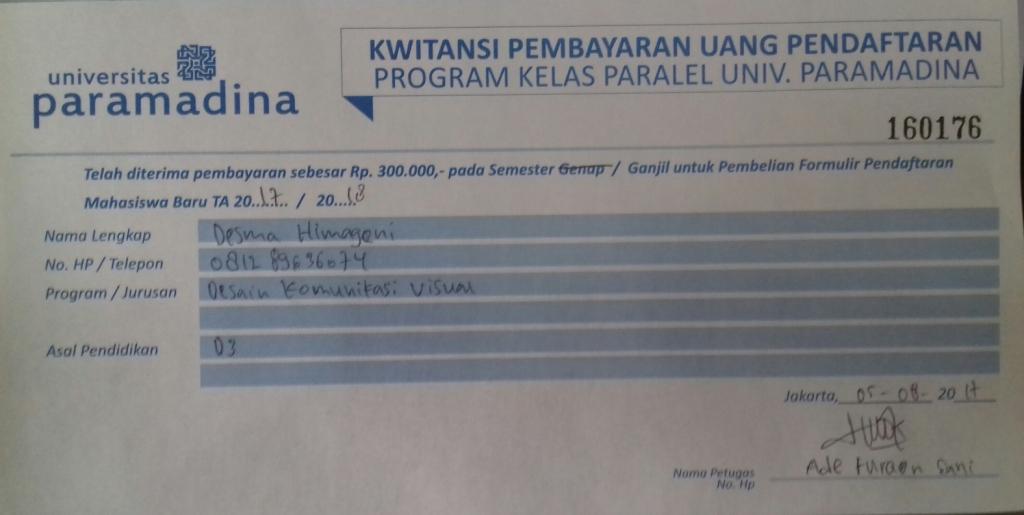 universitas
paramadina
KWITANSI PEMBAYARAN UANG PENDAFTARAN
PROGRAM KELAS PARALEL UNIV. PARAMADINA
160176
Telah diterima pembayaran sebesar Rp. 300.000,- pada Semester Genap / Ganjil untuk Pembelian Formulir Pendaftaran
Mahasiswa Baru TA 20..17.. / 20...18
Nama Lengkap Desma Himagoni
No. HP / Telepon 0812 89636074
Program / Jurusan Desain Komunikasi Visual
Asal Pendidikan D3
Jakarta, 05-08- 20 17
Nama Petugas Ade
No. Hp